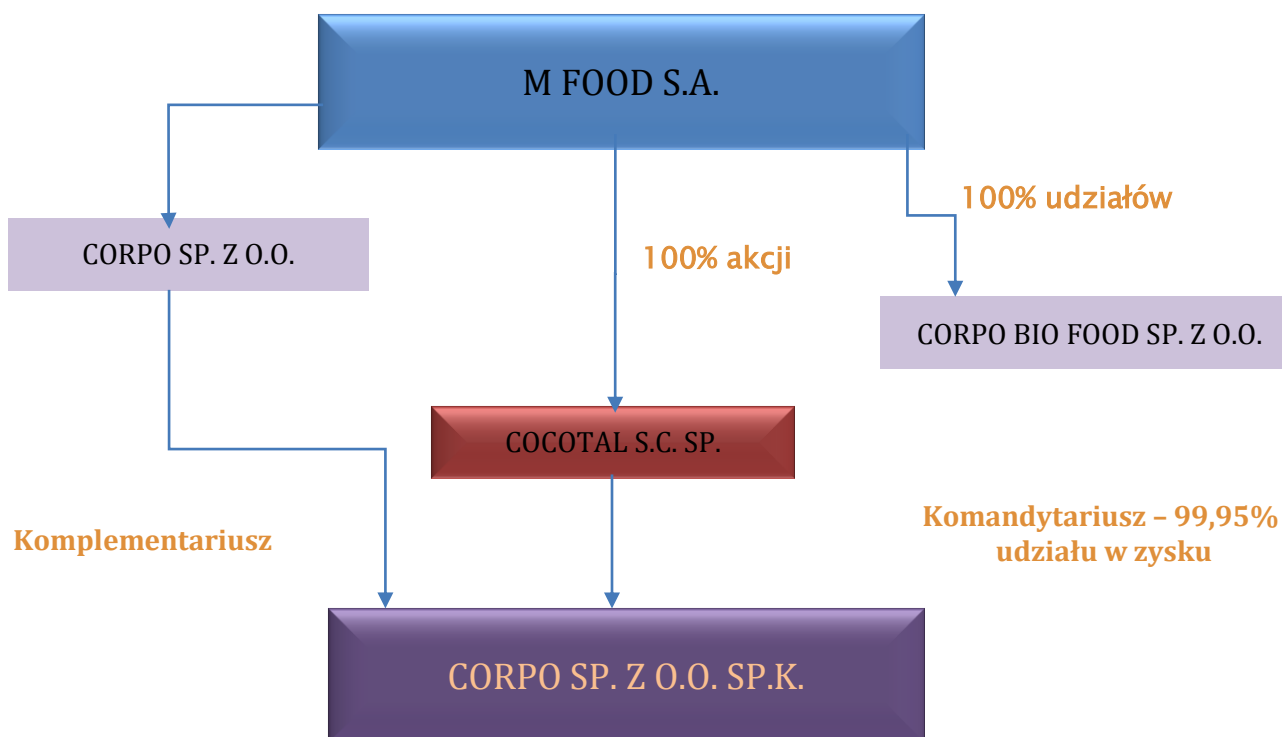 M FOOD S.A.
100% udziałów
CORPO SP. Z O.O.
100% akcji
CORPO BIO FOOD SP. Z O.O.
COCOTAL S.C. SP.
Komplementariusz
Komandytariusz – 99,95%
udziału w zysku
CORPO SP. Z O.O. SP.K.